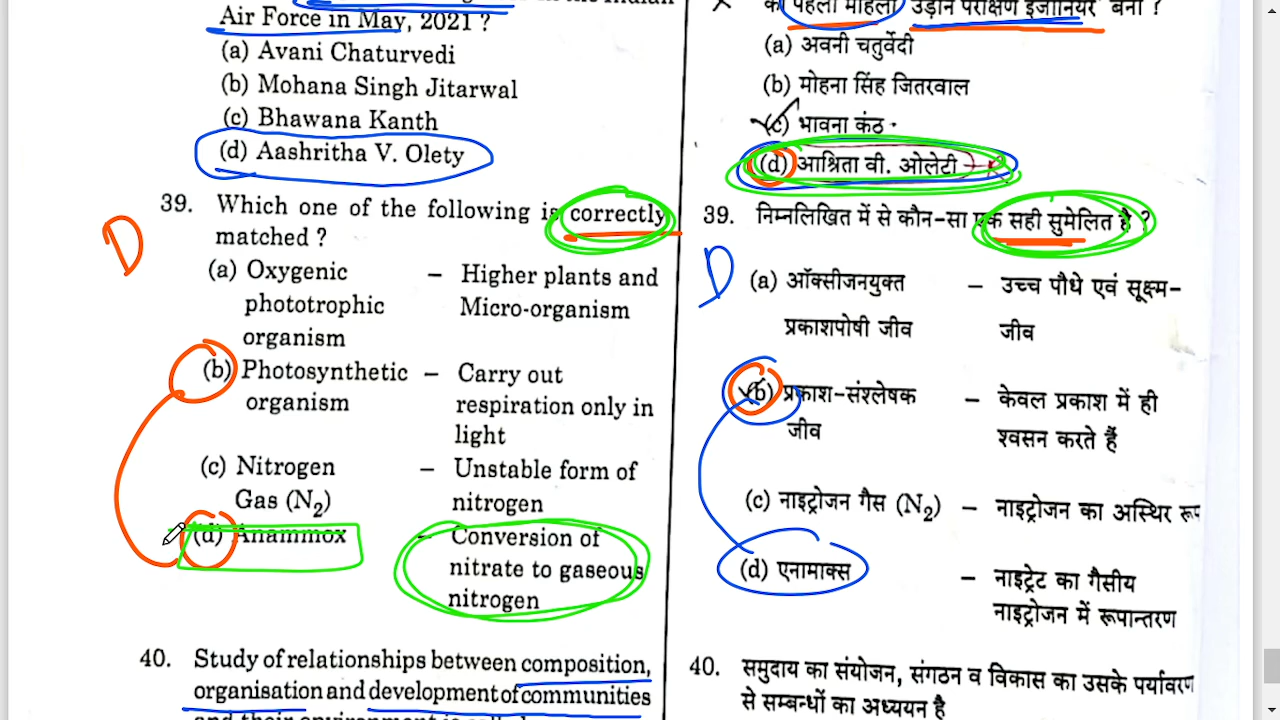 Air Force in May, 2021 ?
(a) Avani Chaturvedi
(b) Mohana Singh Jitarwal
(c) Bhawana Kanth
(d) Aashritha V. Olety
39. Which one of the following is correctly
matched ?
D
(a) Oxygenic – Higher plants and
phototrophic Micro-organism
organism
(b) Photosynthetic – Carry out
organism respiration only in
light
(c) Nitrogen – Unstable form of
Gas (N₂) nitrogen
(d) Anammox – Conversion of
nitrate to gaseous
nitrogen
40. Study of relationships between composition,
organisation and development of communities
की पहली महिला उड़ान परीक्षण इंजीनियर बनी ?
(a) अवनी चतुर्वेदी
(b) मोहना सिंह जितरवाल
(c) भावना कंठ
(d) आश्रिता वी. ओलेटी
39. निम्नलिखित में से कौन-सा एक सही सुमेलित है ?
D
(a) ऑक्सीजनयुक्त – उच्च पौधे एवं सूक्ष्म-
प्रकाशपोषी जीव जीव
(b) प्रकाश-संश्लेषक – केवल प्रकाश में ही
जीव श्वसन करते हैं
(c) नाइट्रोजन गैस (N₂) – नाइट्रोजन का अस्थिर रूप
(d) एनामाक्स – नाइट्रेट का गैसीय
नाइट्रोजन में रूपान्तरण
40. समुदाय का संयोजन, संगठन व विकास का उसके पर्यावरण
से सम्बन्धों का अध्ययन है